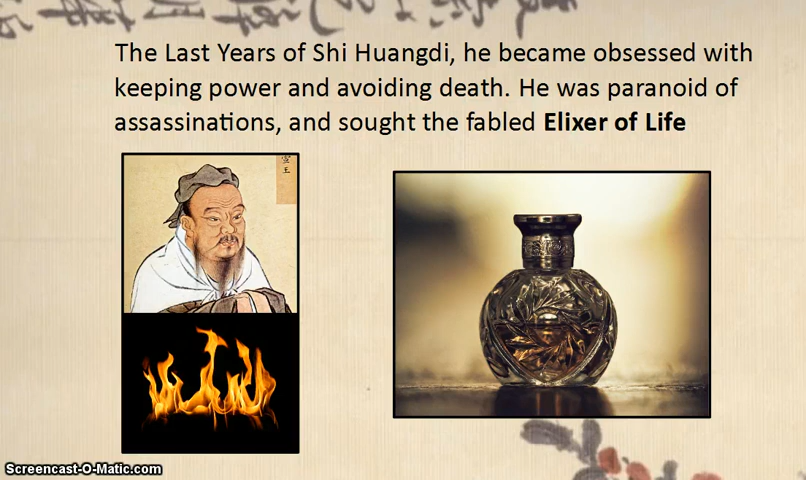 The Last Years of Shi Huangdi, he became obsessed with
keeping power and avoiding death. He was paranoid of
assassinations, and sought the fabled Elixer of Life
Screencast-O-Matic.com